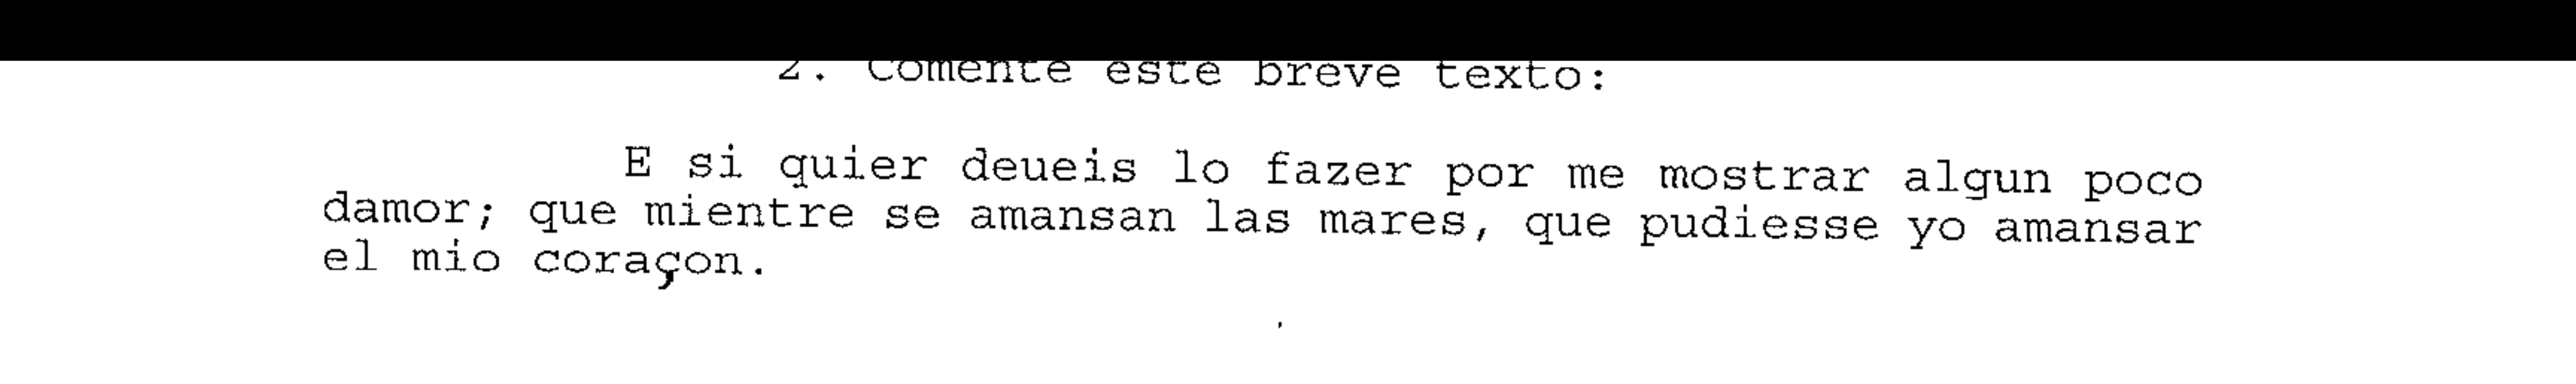 2. Comente este breve texto:
E si quier deueis lo fazer por me mostrar algun poco
damor; que mientre se amansan las mares, que pudiesse yo amansar
el mio coraçon.